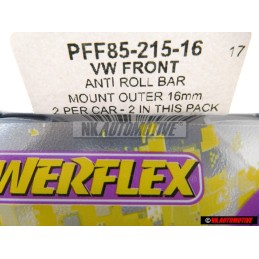 PFF85-215-16
17
VW FRONT
ANTI ROLL BAR
MOUNT OUTER 16mm
2 PER CAR - 2 IN THIS PACK
NK AUTOMOTIVE
WERFLEX
NK AUTOMOTIVE